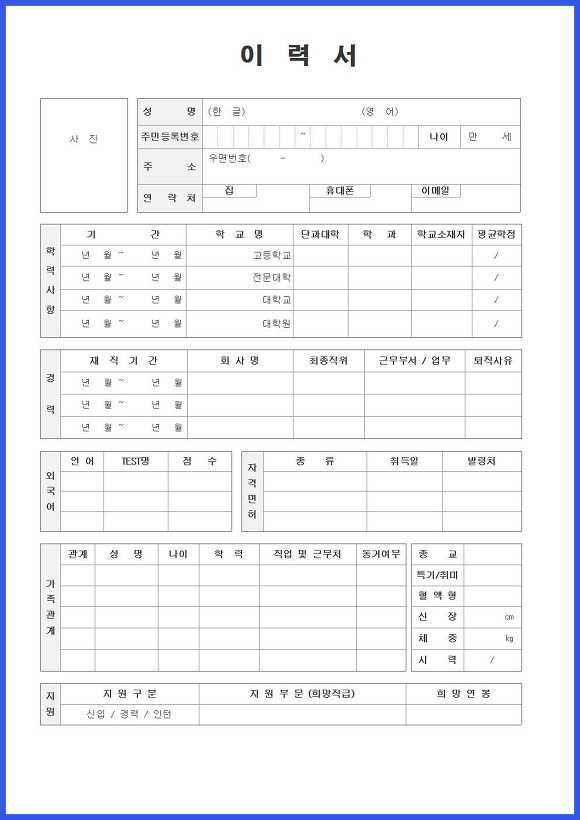 이 력 서
사 진
성 명 (한 글) (영 어)
주민등록번호 ~ 나이 만 세
주 소 우편번호( - )
연 락 처 집 휴대폰 이메일
학력사항
기 간 학 교 명 단과대학 학 과 학교소재지 평균학점
년 월 ~ 년 월 고등학교 /
년 월 ~ 년 월 전문대학 /
년 월 ~ 년 월 대학교 /
년 월 ~ 년 월 대학원 /
경력
재 직 기 간 회 사 명 최종직위 근무부서 / 업무 퇴직사유
년 월 ~ 년 월
년 월 ~ 년 월
년 월 ~ 년 월
외국어
언 어 TEST명 점 수
자격면허
종 류 취득일 발령처
가족관계
관계 성 명 나이 학 력 직업 및 근무처 동거여부
종 교
특기/취미
혈 액 형
신 장 cm
체 중 kg
시 력 /
지원
지 원 구 분 지 원 부 문 (희망직급) 희 망 연 봉
신입 / 경력 / 인턴